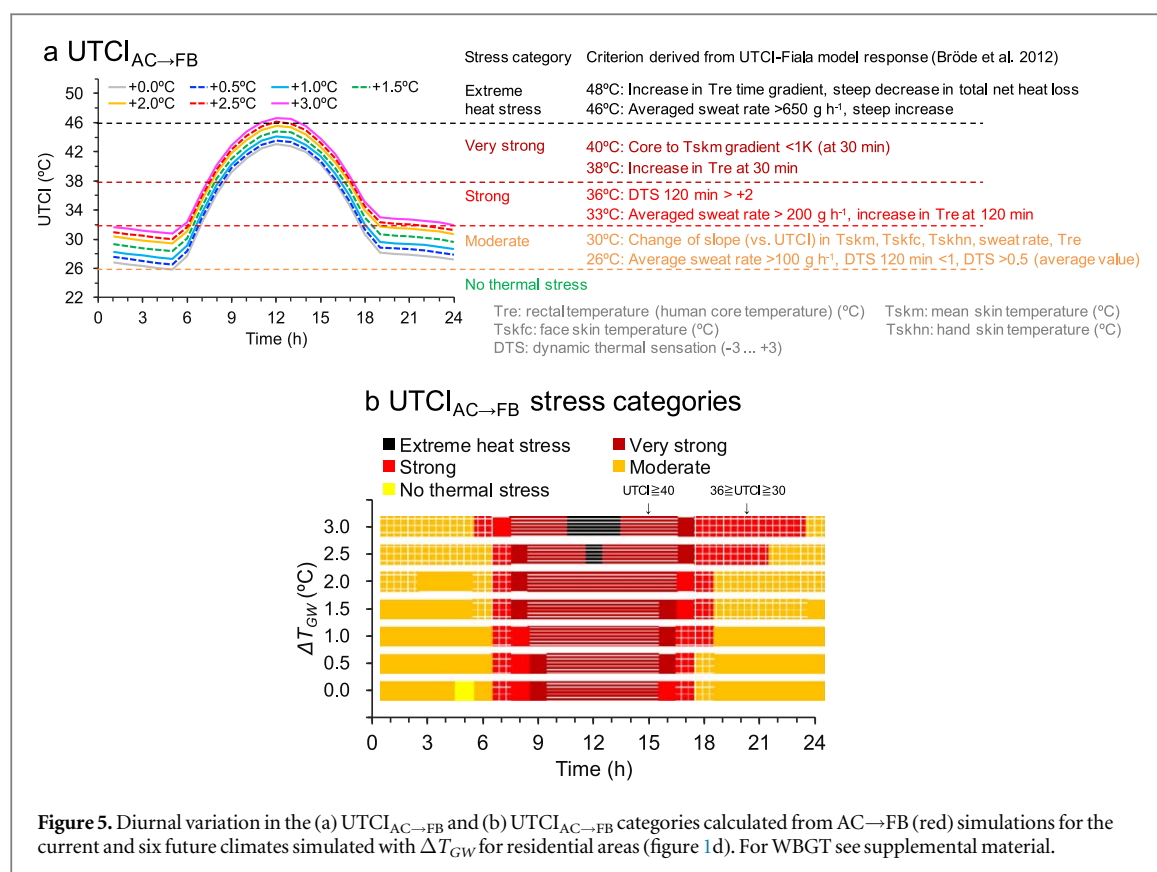 a UTCI AC→FB
Stress category Criterion derived from UTCI-Fiala model response (Bröde et al. 2012)
+0.0ºC +0.5ºC +1.0ºC +1.5ºC
+2.0ºC +2.5ºC +3.0ºC
Extreme heat stress
48ºC: Increase in Tre time gradient, steep decrease in total net heat loss
46ºC: Averaged sweat rate >650 g h⁻¹, steep increase
Very strong
40ºC: Core to Tskm gradient <1K (at 30 min)
38ºC: Increase in Tre at 30 min
Strong
36ºC: DTS 120 min > +2
33ºC: Averaged sweat rate > 200 g h⁻¹, increase in Tre at 120 min
Moderate
30ºC: Change of slope (vs. UTCI) in Tskm, Tskfc, Tskhn, sweat rate, Tre
26ºC: Average sweat rate >100 g h⁻¹, DTS 120 min <1, DTS >0.5 (average value)
No thermal stress
UTCI (ºC)
50
46
42
38
34
30
26
22
0 3 6 9 12 15 18 21 24
Time (h)
Tre: rectal temperature (human core temperature) (ºC) Tskm: mean skin temperature (ºC)
Tskfc: face skin temperature (ºC) Tskhn: hand skin temperature (ºC)
DTS: dynamic thermal sensation (-3 ... +3)
b UTCI AC→FB stress categories
Extreme heat stress Very strong
Strong Moderate
No thermal stress
UTCI≧40 36≧UTCI≧30
↓ ↓
ΔT GW (ºC)
3.0
2.5
2.0
1.5
1.0
0.5
0.0
0 3 6 9 12 15 18 21 24
Time (h)
Figure 5. Diurnal variation in the (a) UTCI AC→FB and (b) UTCI AC→FB categories calculated from AC→FB (red) simulations for the
current and six future climates simulated with ΔT GW for residential areas (figure 1d). For WBGT see supplemental material.